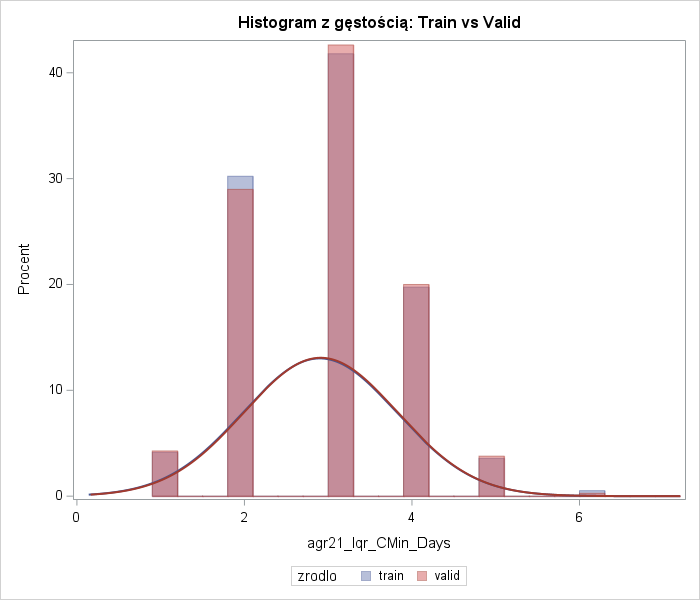 Histogram z gęstością: Train vs Valid
Procent
40
30
20
10
0
0 2 4 6
agr21_Iqr_CMin_Days
zrodlo train valid